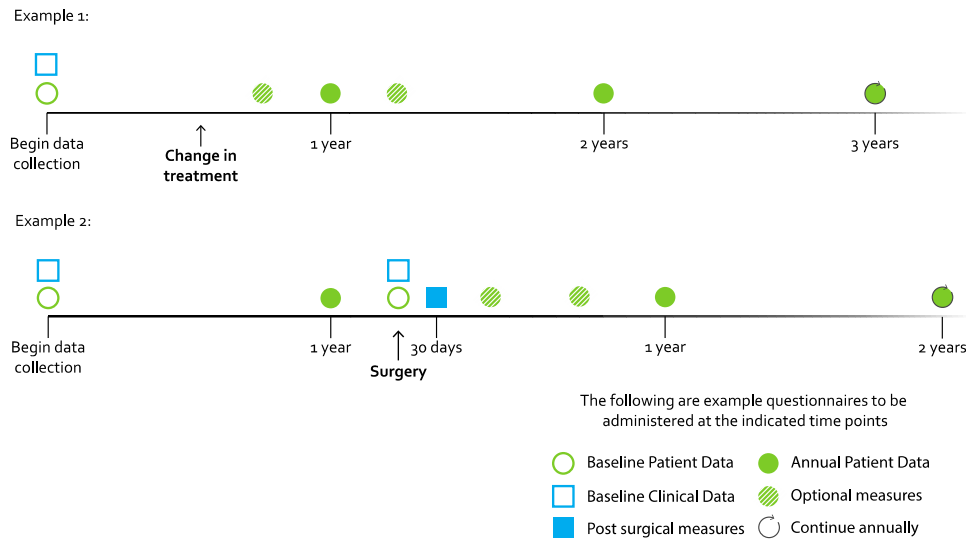 Example 1:
Begin data
collection
Change in
treatment
1 year
2 years
3 years
Example 2:
Begin data
collection
1 year
Surgery
30 days
1 year
2 years
The following are example questionnaires to be
administered at the indicated time points
Baseline Patient Data
Annual Patient Data
Baseline Clinical Data
Optional measures
Post surgical measures
Continue annually